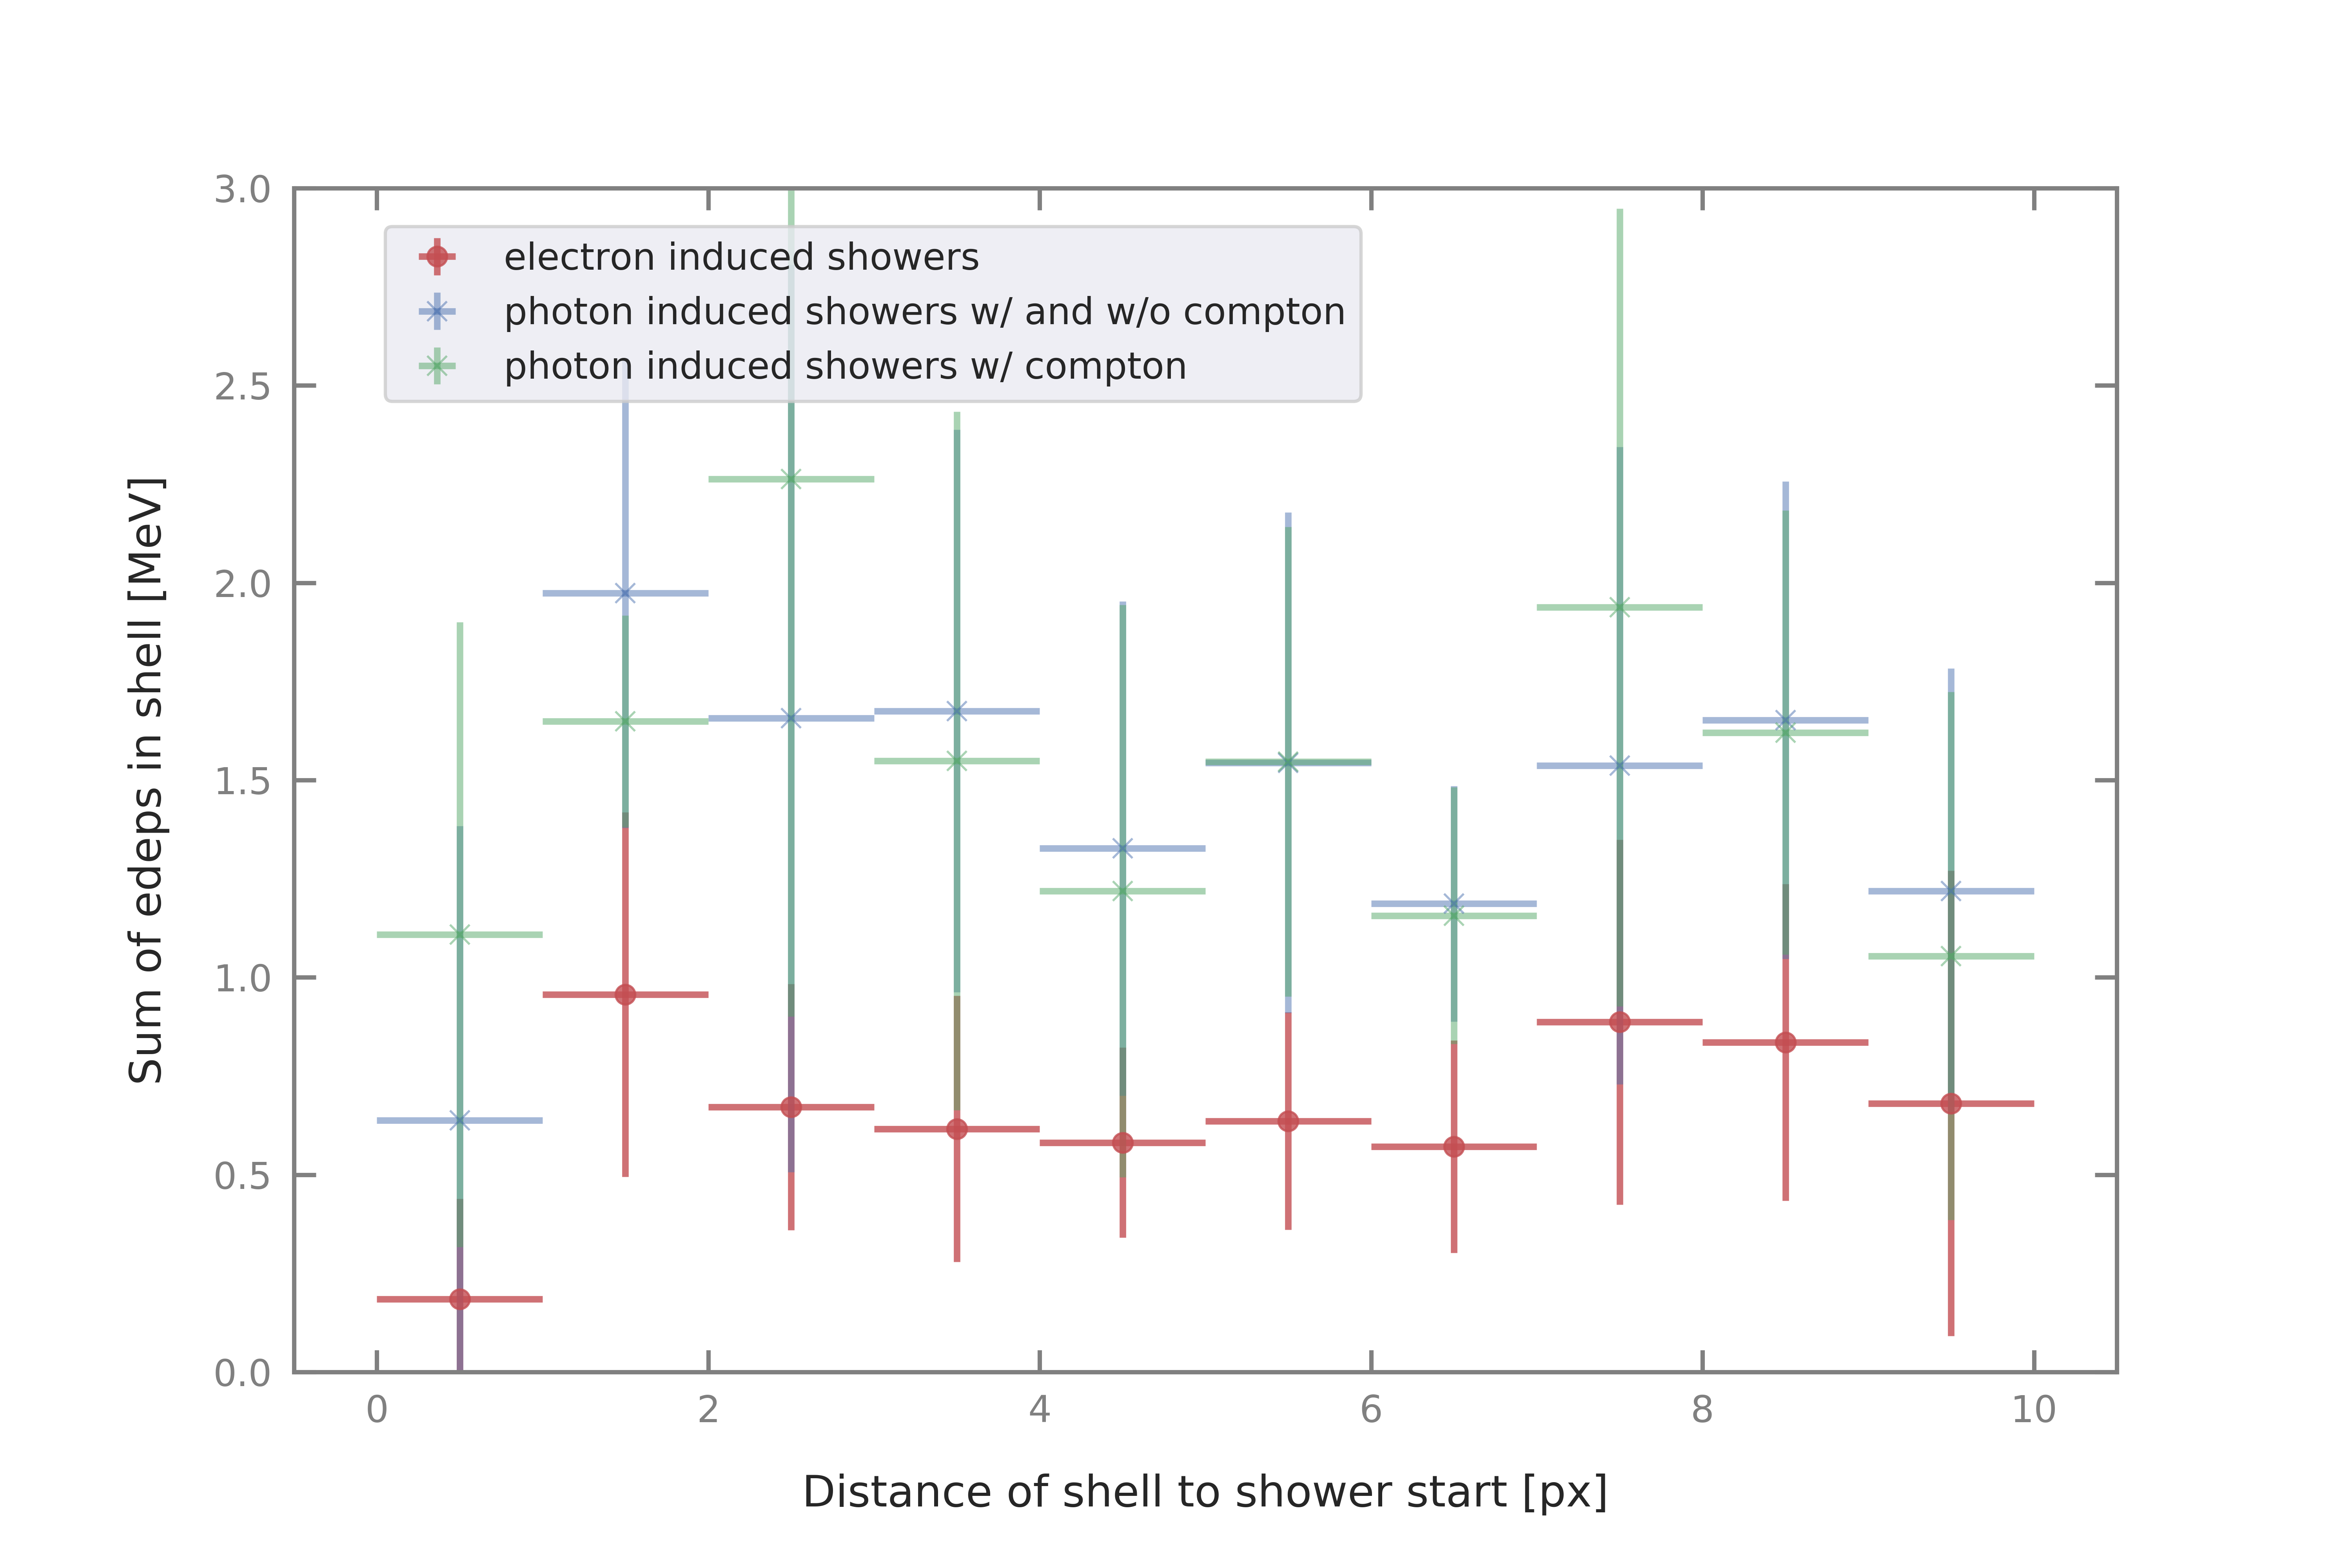 3.0
2.5
2.0
1.5
1.0
0.5
0.0
Sum of edeps in shell [MeV]
electron induced showers
photon induced showers w/ and w/o compton
photon induced showers w/ compton
0 2 4 6 8 10
Distance of shell to shower start [px]